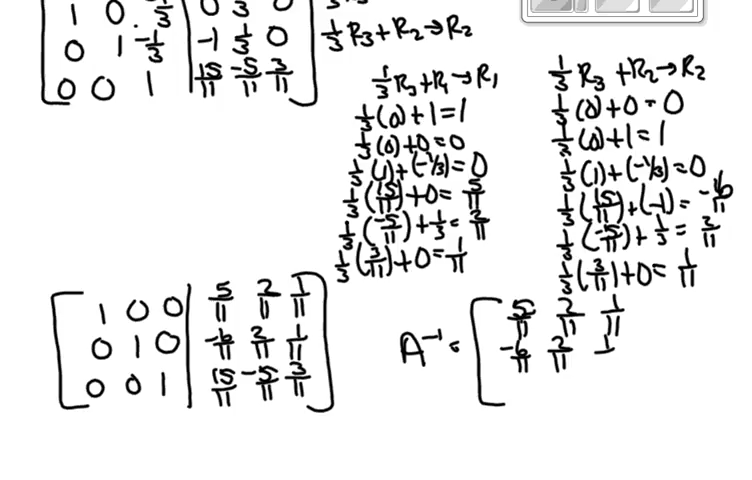 1 0 -1/3 | 0 1/3 0
0 1 -1/3 | -1 1/3 0 1/3 R3 + R2 → R2
0 0 1 | 15/11 -5/11 3/11
1/3 R3 + R1 → R1
1/3 (0) + 1 = 1
1/3 (0) + 0 = 0
1/3 (1) + (-1/3) = 0
1/3 (15/11) + 0 = 5/11
1/3 (-5/11) + 1/3 = 2/11
1/3 (3/11) + 0 = 1/11
1/3 R3 + R2 → R2
1/3 (0) + 0 = 0
1/3 (0) + 1 = 1
1/3 (1) + (-1/3) = 0
1/3 (15/11) + (-1) = -6/11
1/3 (-5/11) + 1/3 = 2/11
1/3 (3/11) + 0 = 1/11
1 0 0 | 5/11 2/11 1/11
0 1 0 | -6/11 2/11 1/11
0 0 1 | 15/11 -5/11 3/11
A⁻¹ = [ 5/11 2/11 1/11
-6/11 2/11 1